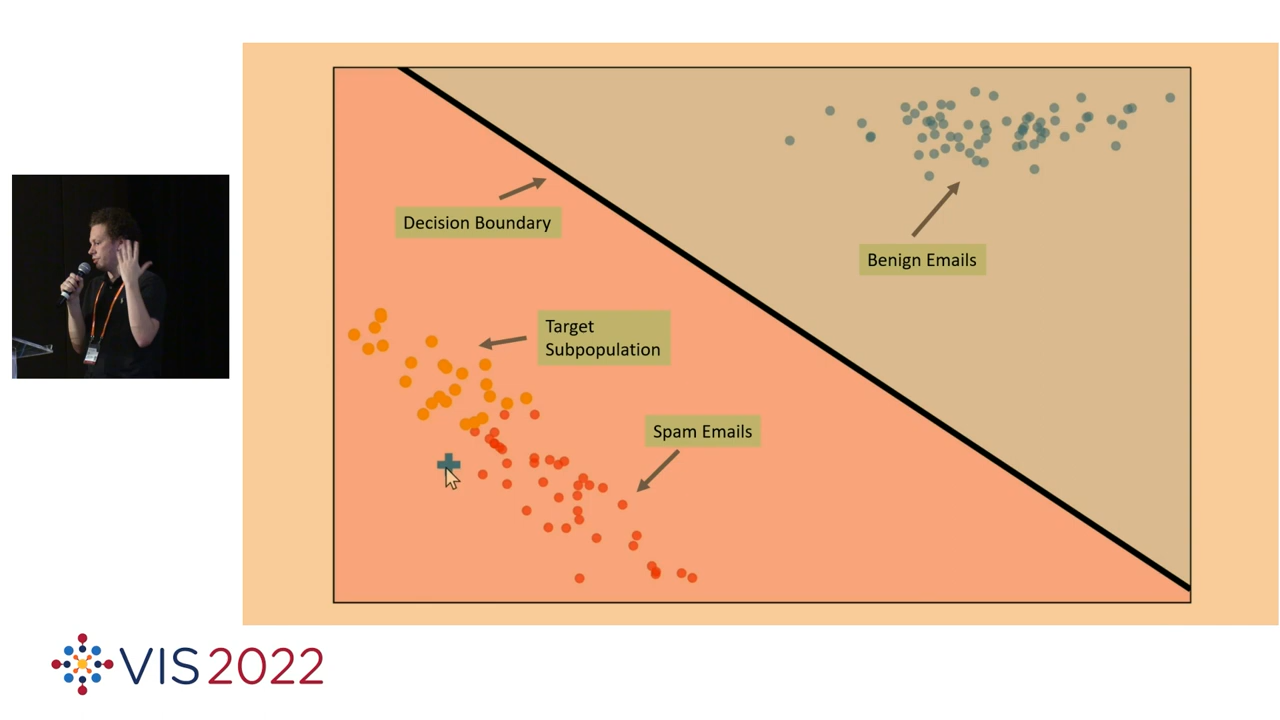 Decision Boundary
Benign Emails
Target
Subpopulation
Spam Emails
VIS2022